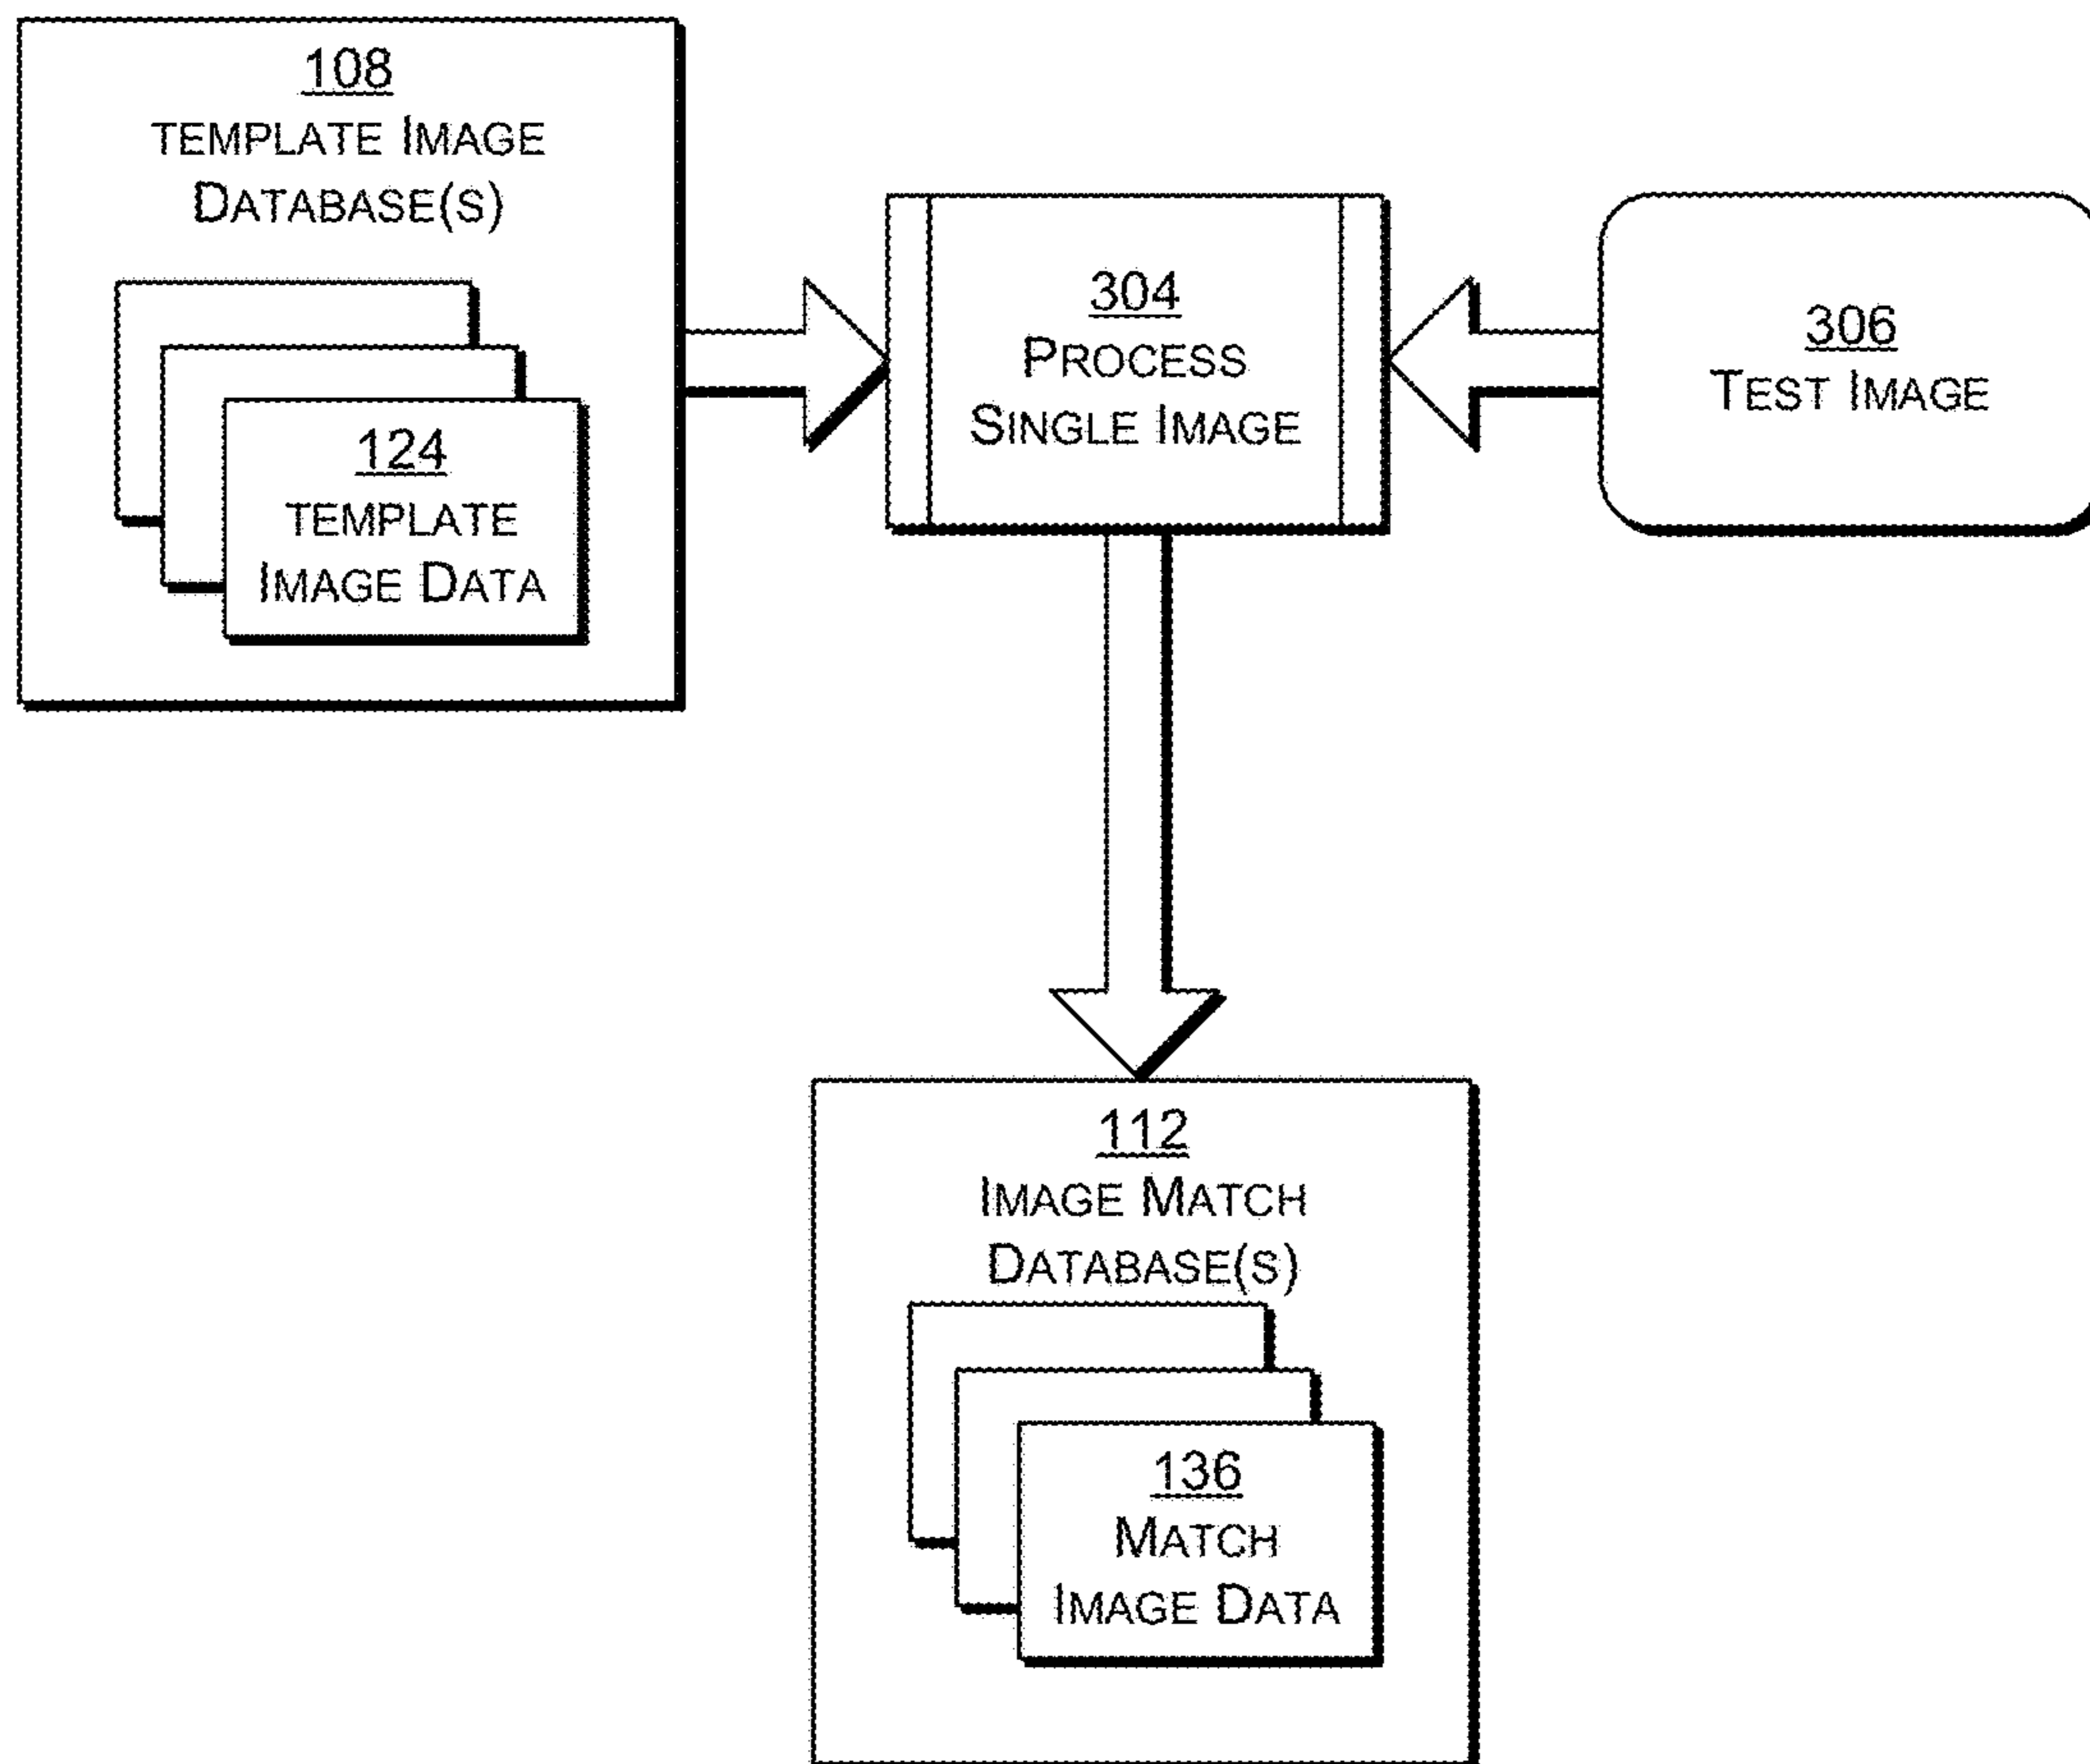 108
TEMPLATE IMAGE
DATABASE(S)
124
TEMPLATE
IMAGE DATA
304
PROCESS
SINGLE IMAGE
306
TEST IMAGE
112
IMAGE MATCH
DATABASE(S)
136
MATCH
IMAGE DATA